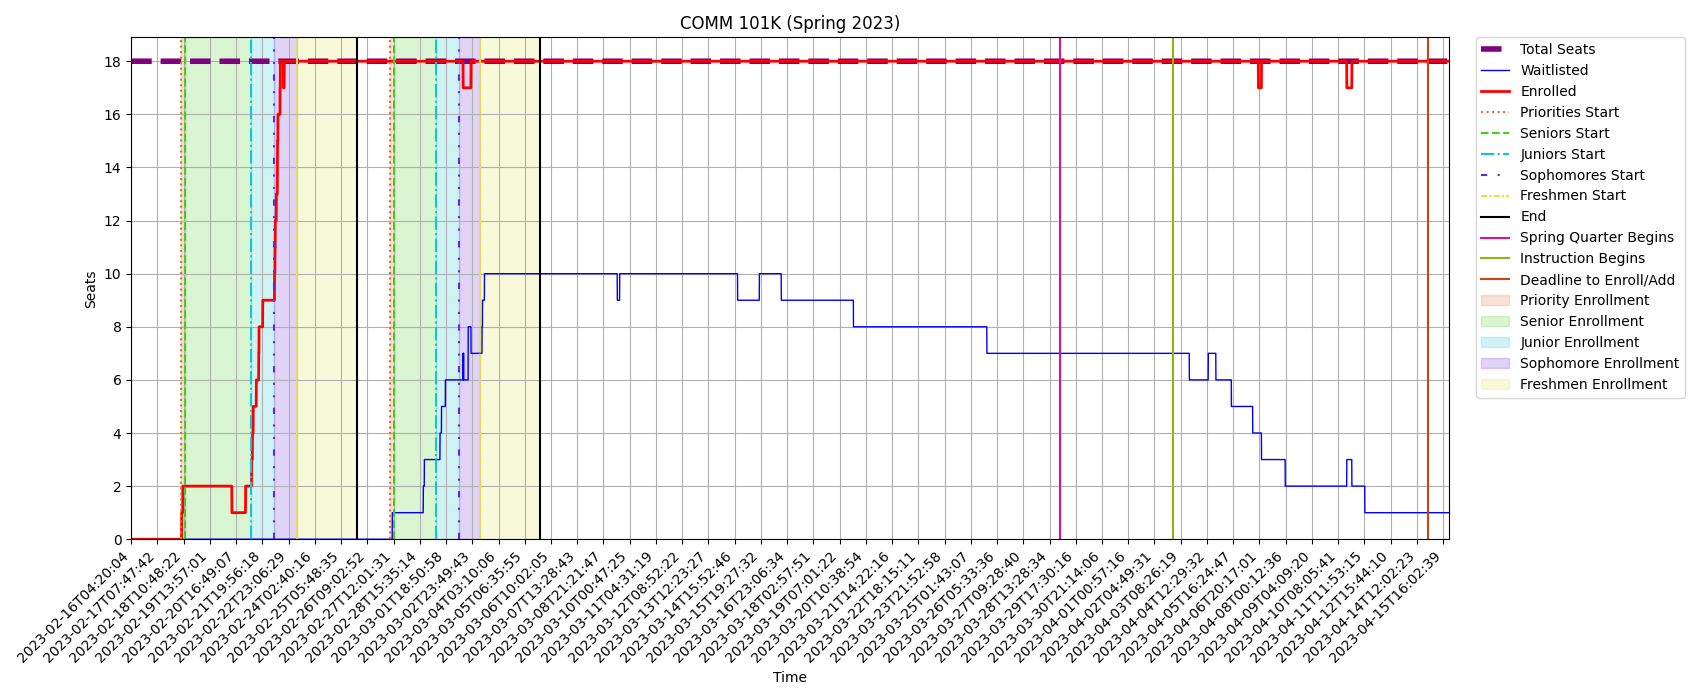 COMM 101K (Spring 2023)
Seats
18
16
14
12
10
8
6
4
2
0
2023-02-16T04:20:04
2023-02-17T07:47:42
2023-02-18T10:48:22
2023-02-19T13:57:01
2023-02-20T16:49:07
2023-02-21T19:56:18
2023-02-22T23:06:29
2023-02-24T02:40:16
2023-02-25T05:48:35
2023-02-26T09:02:52
2023-02-27T12:01:31
2023-02-28T15:35:14
2023-03-01T18:50:58
2023-03-02T23:49:43
2023-03-04T03:10:06
2023-03-05T06:35:55
2023-03-06T10:02:05
2023-03-07T13:28:43
2023-03-08T21:21:47
2023-03-10T00:47:25
2023-03-11T04:31:19
2023-03-12T08:52:22
2023-03-13T12:23:27
2023-03-14T15:52:46
2023-03-15T19:27:32
2023-03-16T23:06:34
2023-03-18T02:57:51
2023-03-19T07:01:22
2023-03-20T10:38:54
2023-03-21T14:22:16
2023-03-22T18:15:11
2023-03-23T21:52:58
2023-03-25T01:43:07
2023-03-26T05:33:36
2023-03-27T09:28:40
2023-03-28T13:28:34
2023-03-29T17:30:16
2023-03-30T21:14:05
2023-04-01T00:57:16
2023-04-02T04:49:31
2023-04-03T08:26:19
2023-04-04T12:29:32
2023-04-05T16:24:47
2023-04-06T20:17:01
2023-04-08T00:12:36
2023-04-09T04:09:20
2023-04-10T08:05:41
2023-04-11T11:53:15
2023-04-12T15:44:10
2023-04-14T12:02:23
2023-04-15T16:02:39
Time
Total Seats
Waitlisted
Enrolled
Priorities Start
Seniors Start
Juniors Start
Sophomores Start
Freshmen Start
End
Spring Quarter Begins
Instruction Begins
Deadline to Enroll/Add
Priority Enrollment
Senior Enrollment
Junior Enrollment
Sophomore Enrollment
Freshmen Enrollment